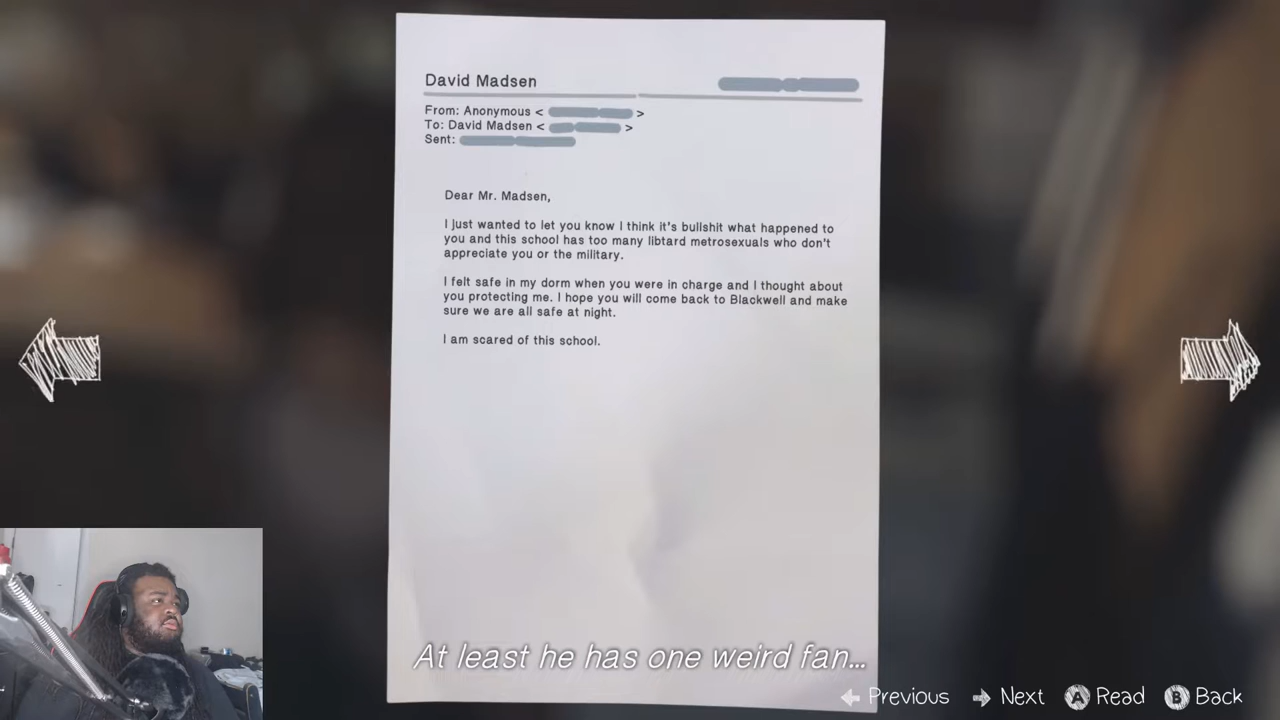 David Madsen
From: Anonymous < >
To: David Madsen < >
Sent:
Dear Mr. Madsen,
I just wanted to let you know I think it's bullshit what happened to
you and this school has too many libtard metrosexuals who don't
appreciate you or the military.
I felt safe in my dorm when you were in charge and I thought about
you protecting me. I hope you will come back to Blackwell and make
sure we are all safe at night.
I am scared of this school.
At least he has one weird fan...
Previous Next A Read B Back